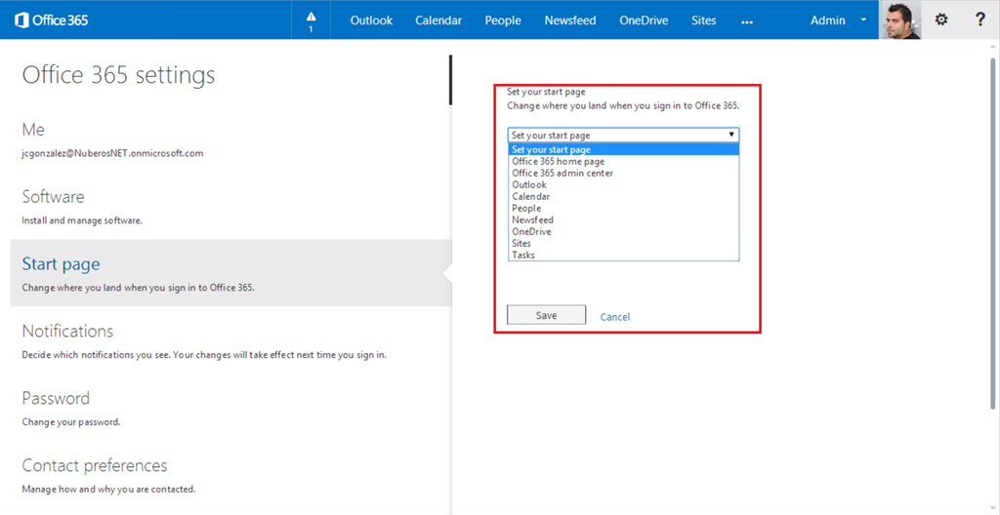 Office 365
1
Outlook
Calendar
People
Newsfeed
OneDrive
Sites
...
Admin
?
Office 365 settings
Me
jcgonzalez@NuberosNET.onmicrosoft.com
Software
Install and manage software.
Start page
Change where you land when you sign in to Office 365.
Notifications
Decide which notifications you see. Your changes will take effect next time you sign in.
Password
Change your password.
Contact preferences
Manage how and why you are contacted.
Set your start page
Change where you land when you sign in to Office 365.
Set your start page
Set your start page
Office 365 home page
Office 365 admin center
Outlook
Calendar
People
Newsfeed
OneDrive
Sites
Tasks
Save
Cancel